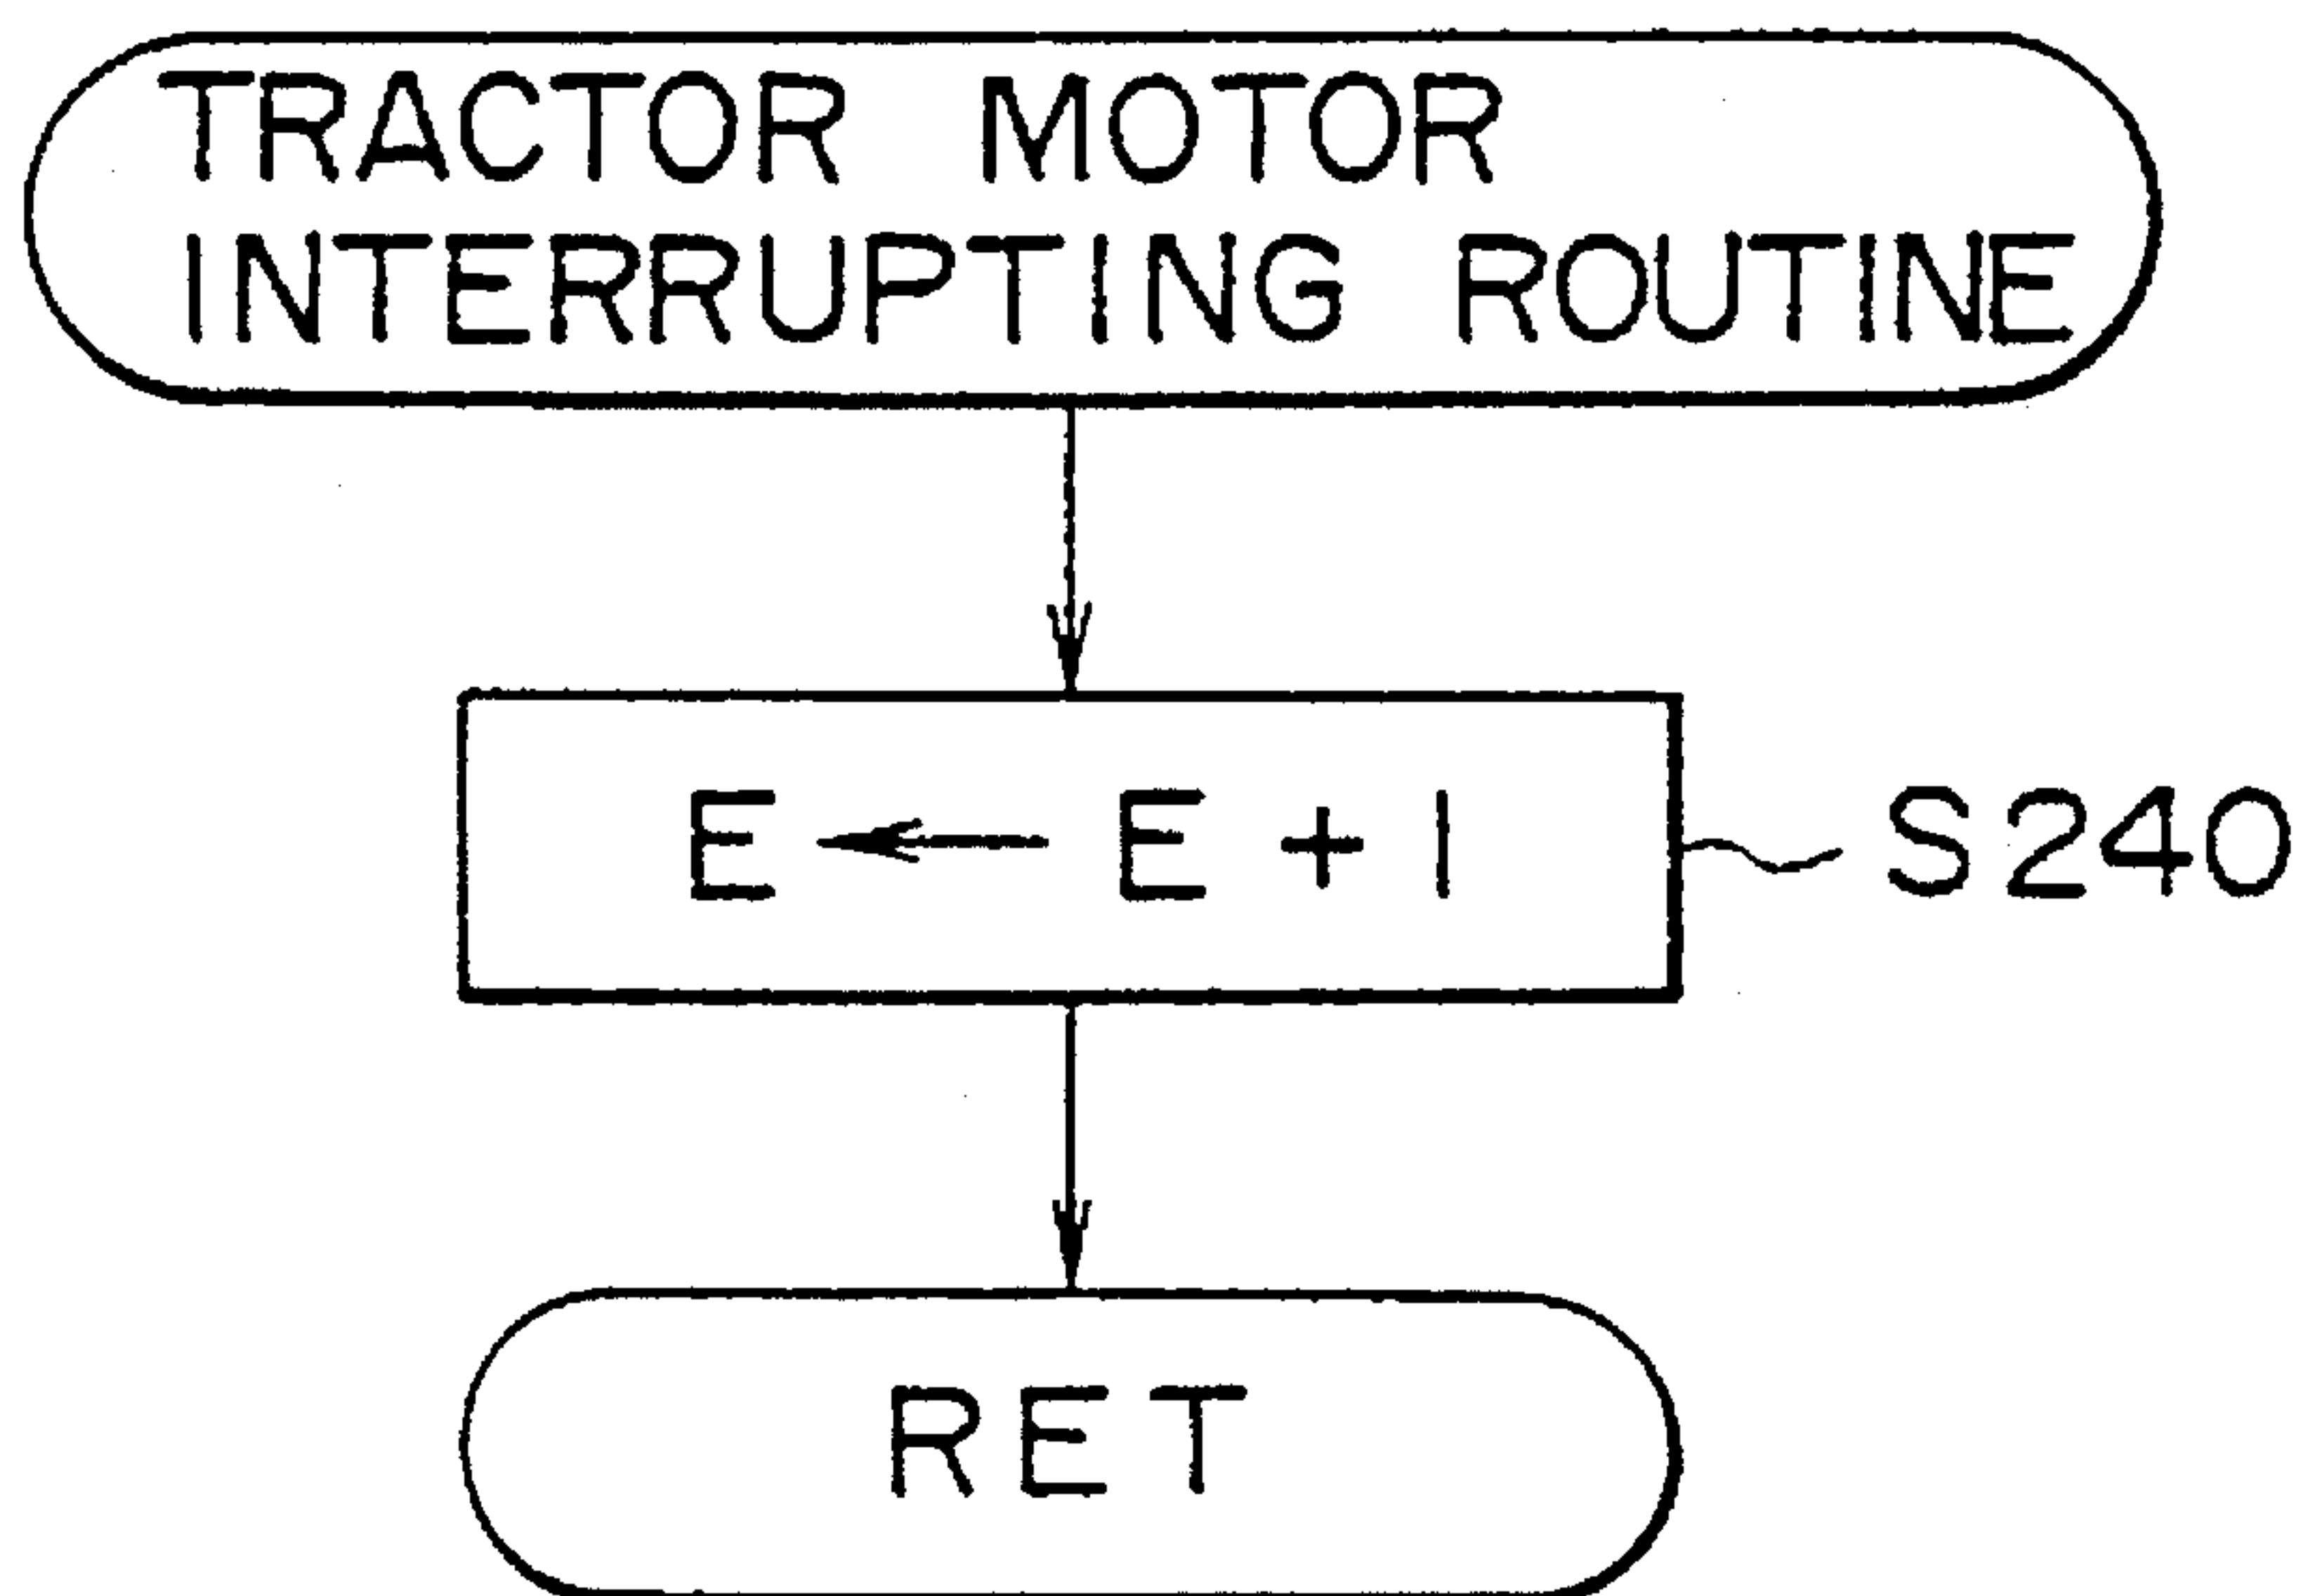 TRACTOR MOTOR
INTERRUPTING ROUTINE
E ← E + 1
S240
RET